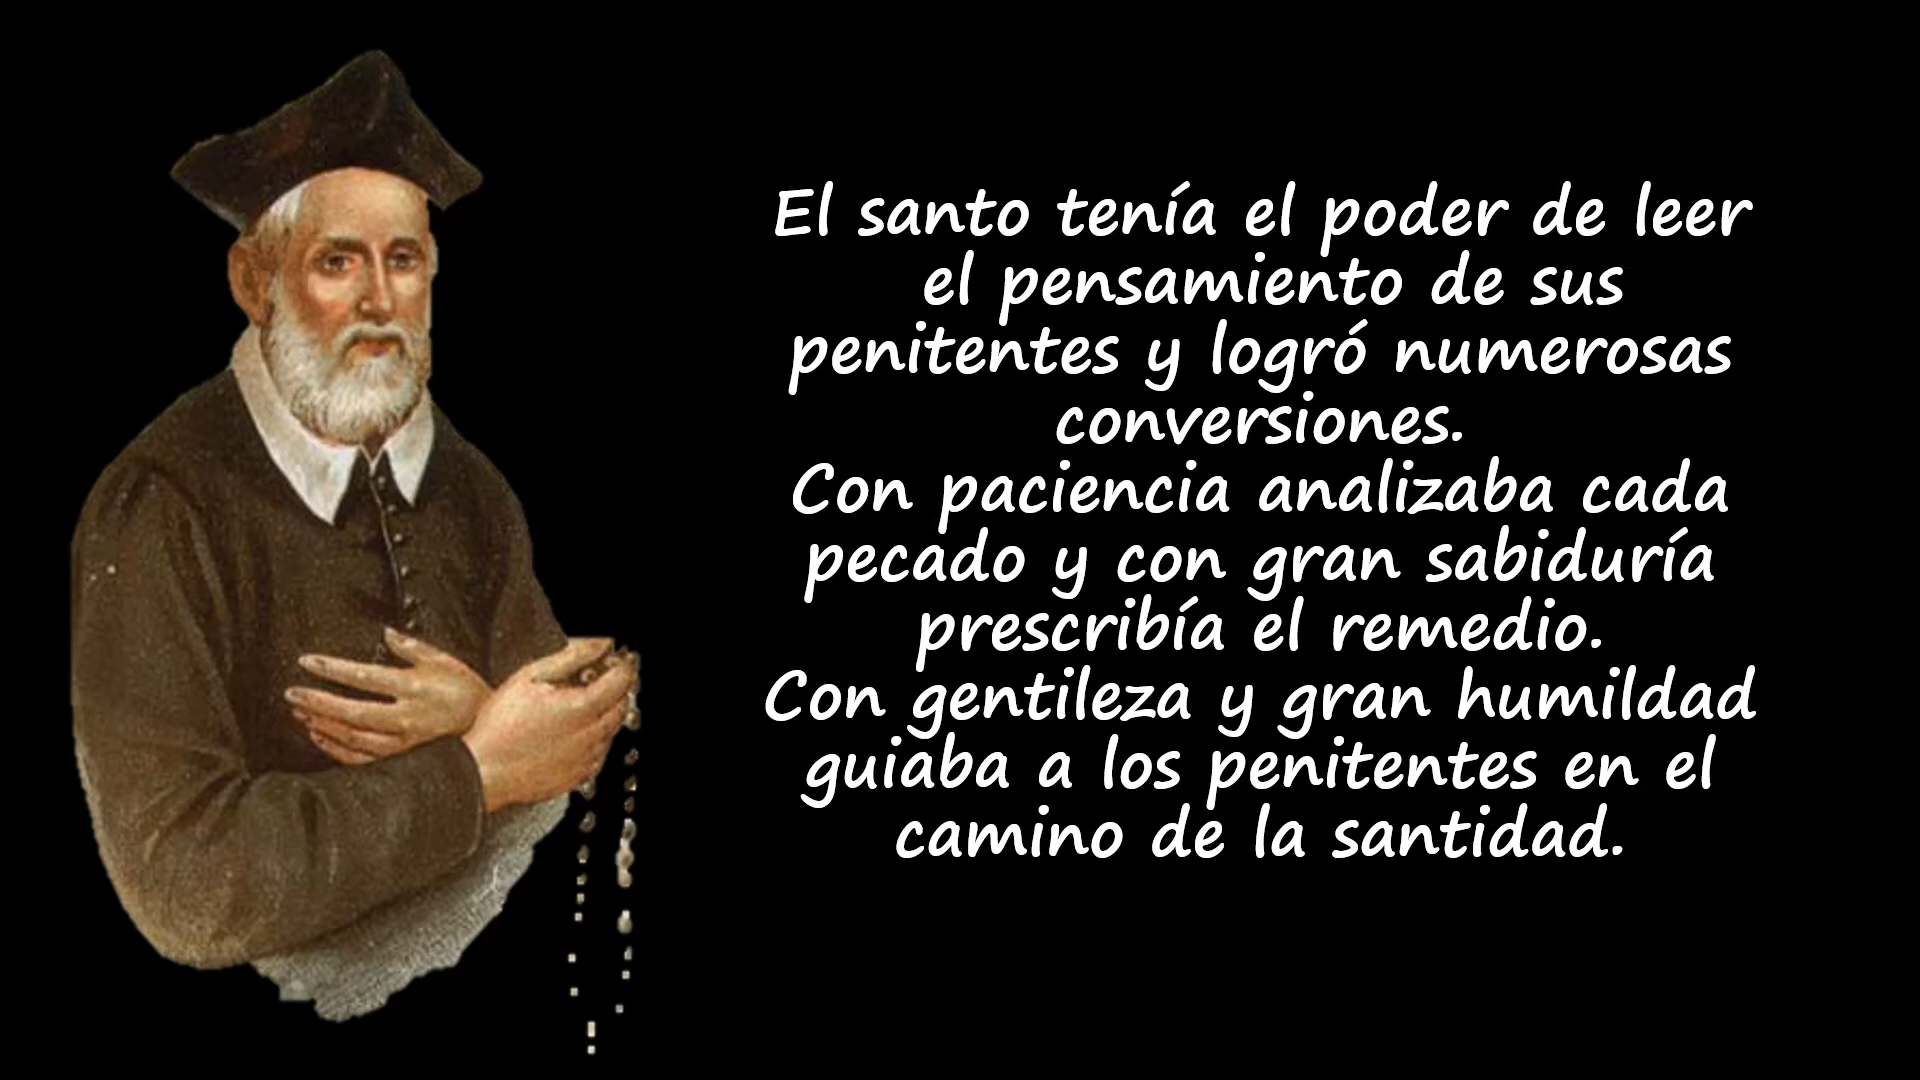 El santo tenía el poder de leer
el pensamiento de sus
penitentes y logró numerosas
conversiones.
Con paciencia analizaba cada
pecado y con gran sabiduría
prescribía el remedio.
Con gentileza y gran humildad
guiaba a los penitentes en el
camino de la santidad.